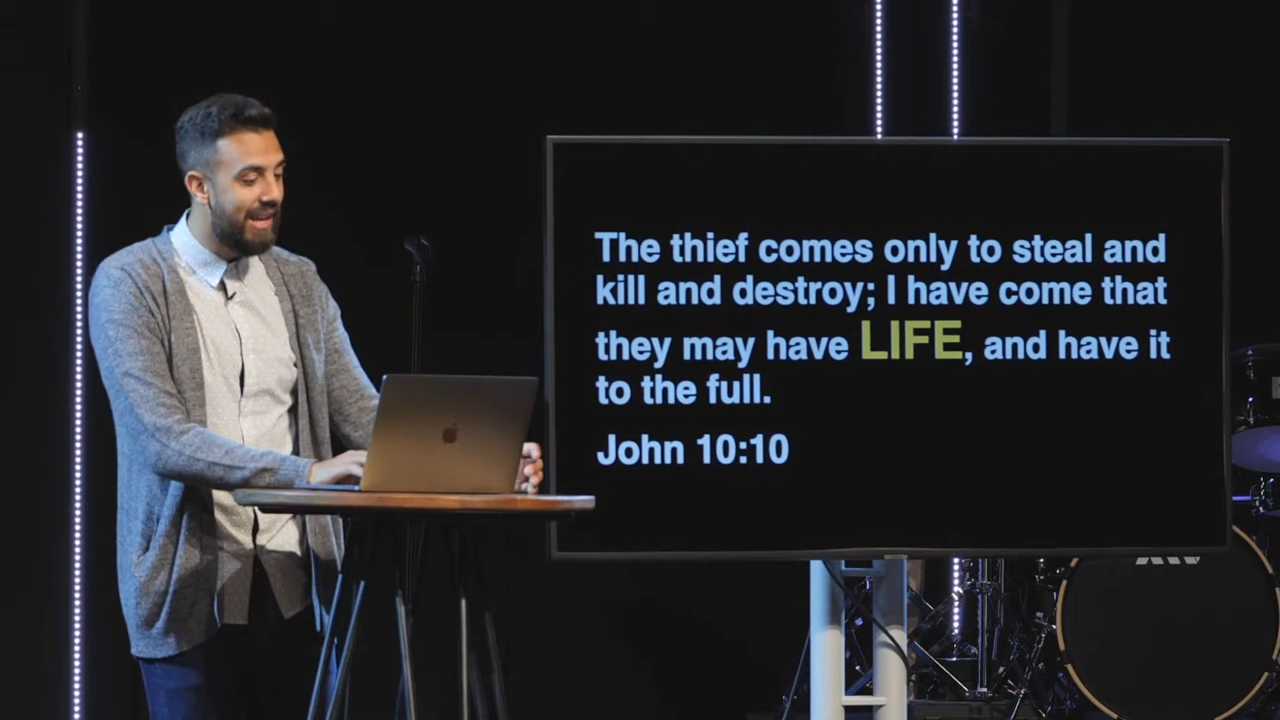 The thief comes only to steal and
kill and destroy; I have come that
they may have LIFE, and have it
to the full.
John 10:10